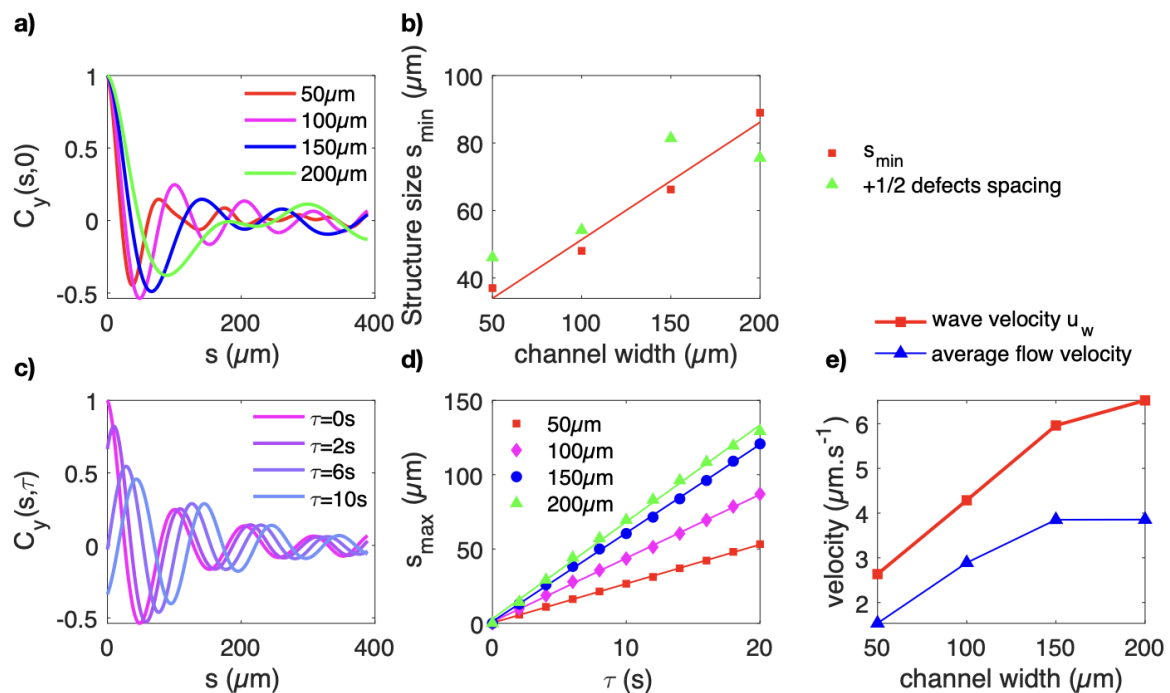 a)
C_y(s,0)
1
0.5
0
-0.5
0
200
400
s (µm)
50µm
100µm
150µm
200µm
b)
Structure size s_min (µm)
100
80
60
40
50
100
150
200
channel width (µm)
s_min
+1/2 defects spacing
c)
C_y(s,τ)
1
0.5
0
-0.5
0
200
400
s (µm)
τ=0s
τ=2s
τ=6s
τ=10s
d)
s_max (µm)
150
100
50
0
0
10
20
τ (s)
50µm
100µm
150µm
200µm
wave velocity u_w
average flow velocity
e)
velocity (µm.s⁻¹)
6
5
4
3
2
50
100
150
200
channel width (µm)